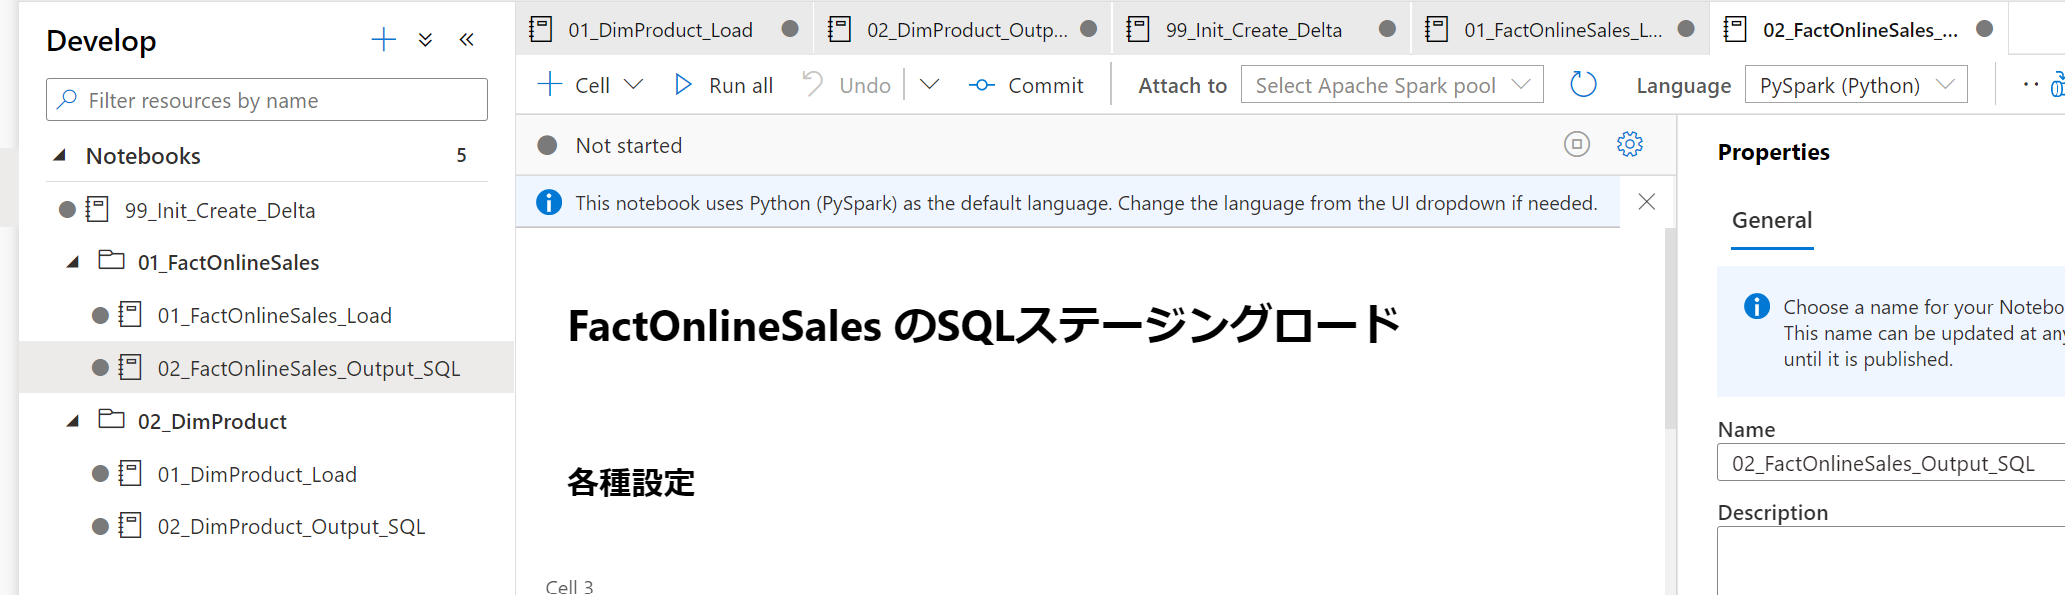 Develop
Filter resources by name
Notebooks 5
99_Init_Create_Delta
01_FactOnlineSales
01_FactOnlineSales_Load
02_FactOnlineSales_Output_SQL
02_DimProduct
01_DimProduct_Load
02_DimProduct_Output_SQL
01_DimProduct_Load 02_DimProduct_Outp... 99_Init_Create_Delta 01_FactOnlineSales_L... 02_FactOnlineSales_...
Cell Run all Undo Commit Attach to Select Apache Spark pool Language PySpark (Python)
Not started
This notebook uses Python (PySpark) as the default language. Change the language from the UI dropdown if needed.
FactOnlineSales のSQLステージングロード
各種設定
Cell 3
Properties
General
Choose a name for your Notebo
This name can be updated at any
until it is published.
Name
02_FactOnlineSales_Output_SQL
Description